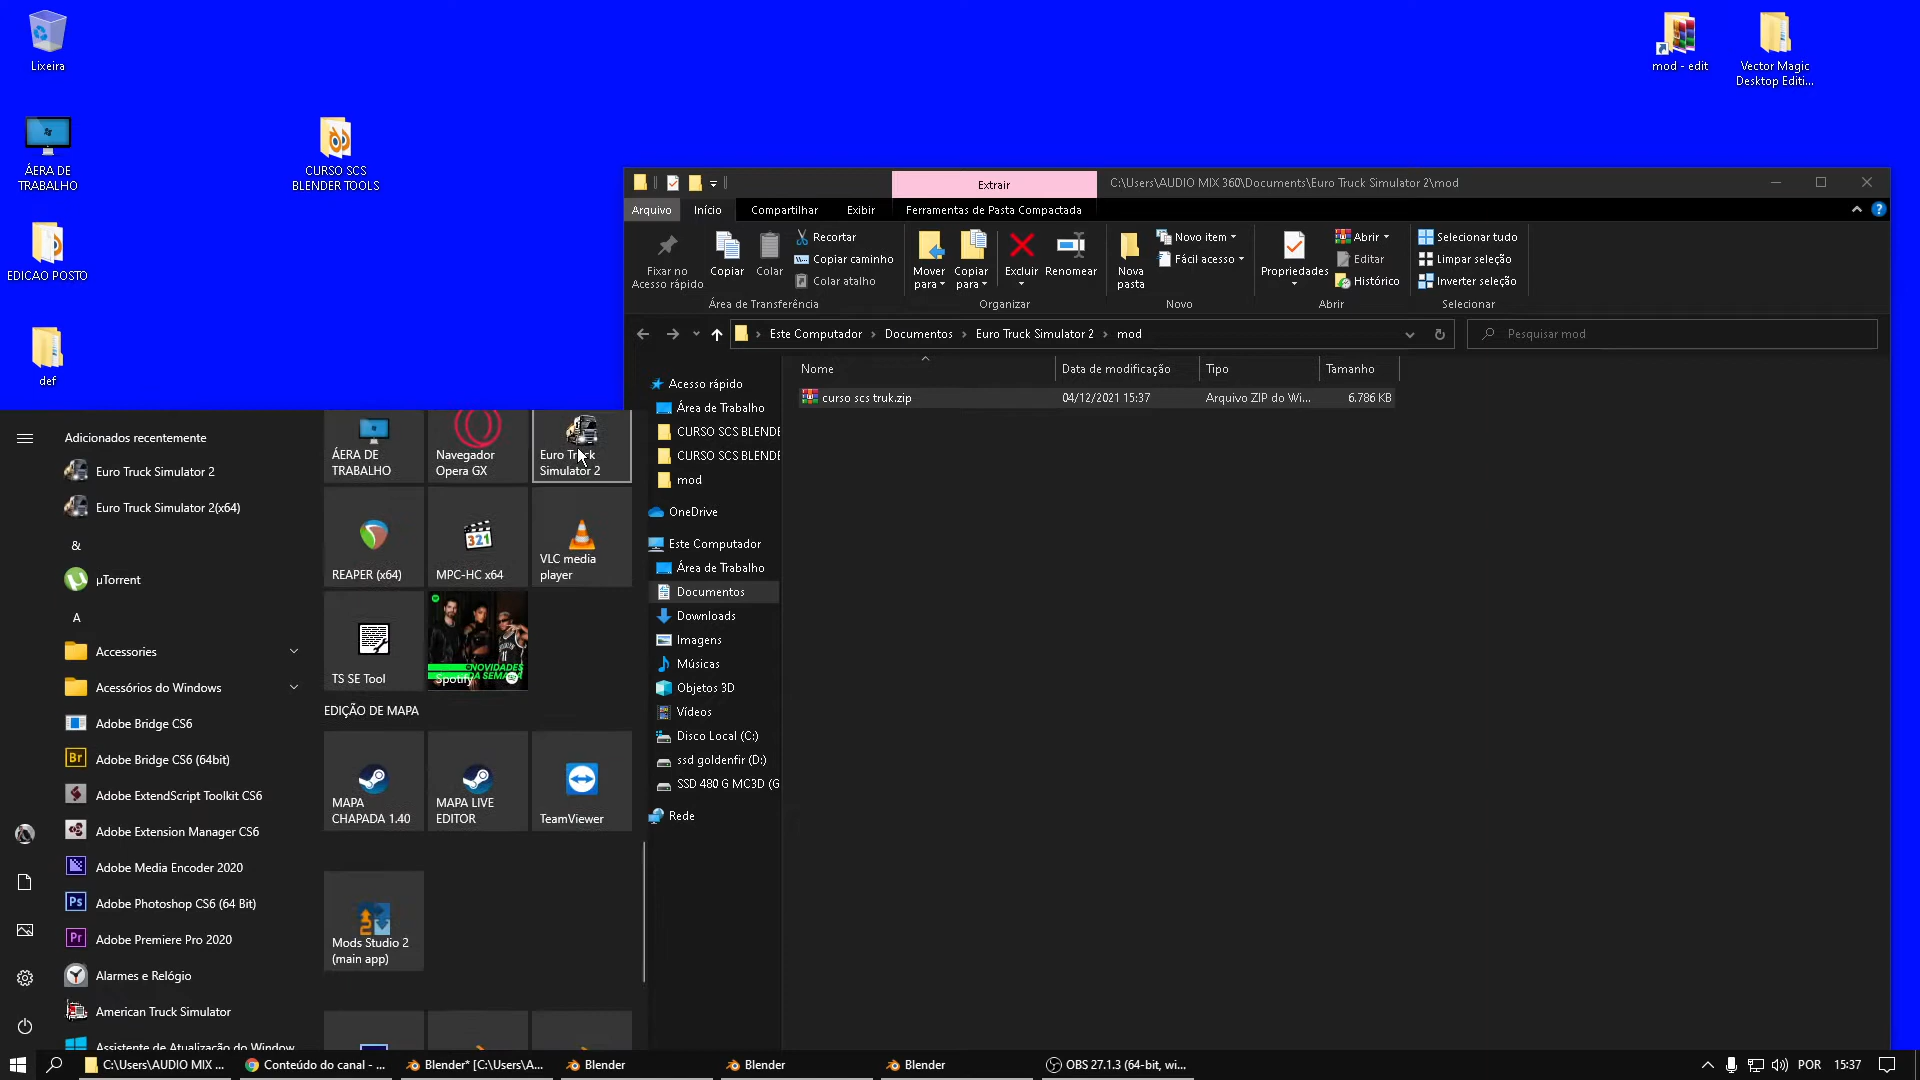 Lixeira
ÁERA DE
TRABALHO
CURSO SCS
BLENDER TOOLS
EDICAO POSTO
def
mod - edit
Vector Magic
Desktop Editi...
Extrair
C:\Users\AUDIO MIX 360\Documents\Euro Truck Simulator 2\mod
Arquivo
Início
Compartilhar
Exibir
Ferramentas de Pasta Compactada
Fixar no
Acesso rápido
Copiar
Colar
Recortar
Copiar caminho
Colar atalho
Área de Transferência
Mover
para
Copiar
para
Excluir
Renomear
Organizar
Nova
pasta
Novo item
Fácil acesso
Novo
Propriedades
Abrir
Editar
Histórico
Abrir
Selecionar tudo
Limpar seleção
Inverter seleção
Selecionar
Este Computador
Documentos
Euro Truck Simulator 2
mod
Pesquisar mod
Nome
Data de modificação
Tipo
Tamanho
curso scs truk.zip
04/12/2021 15:37
Arquivo ZIP do Wi...
6.786 KB
Acesso rápido
Área de Trabalho
CURSO SCS BLENDE
CURSO SCS BLENDE
mod
OneDrive
Este Computador
Área de Trabalho
Documentos
Downloads
Imagens
Músicas
Objetos 3D
Vídeos
Disco Local (C:)
ssd goldenfir (D:)
SSD 480 G MC3D (G
Rede
Adicionados recentemente
Euro Truck Simulator 2
Euro Truck Simulator 2(x64)
&
µTorrent
A
Accessories
Acessórios do Windows
Adobe Bridge CS6
Adobe Bridge CS6 (64bit)
Adobe ExtendScript Toolkit CS6
Adobe Extension Manager CS6
Adobe Media Encoder 2020
Adobe Photoshop CS6 (64 Bit)
Adobe Premiere Pro 2020
Alarmes e Relógio
American Truck Simulator
Assistente de Atualização do Window
ÁERA DE
TRABALHO
Navegador
Opera GX
Euro Truck
Simulator 2
REAPER (x64)
321
MPC-HC x64
VLC media
player
TS SE Tool
NOVIDADES
DA SEMANA
Spotify
EDIÇÃO DE MAPA
MAPA
CHAPADA 1.40
MAPA LIVE
EDITOR
TeamViewer
Mods Studio 2
(main app)
C:\Users\AUDIO MIX ...
Conteúdo do canal - ...
Blender* [C:\Users\A...
Blender
Blender
Blender
OBS 27.1.3 (64-bit, wi...
POR
15:37